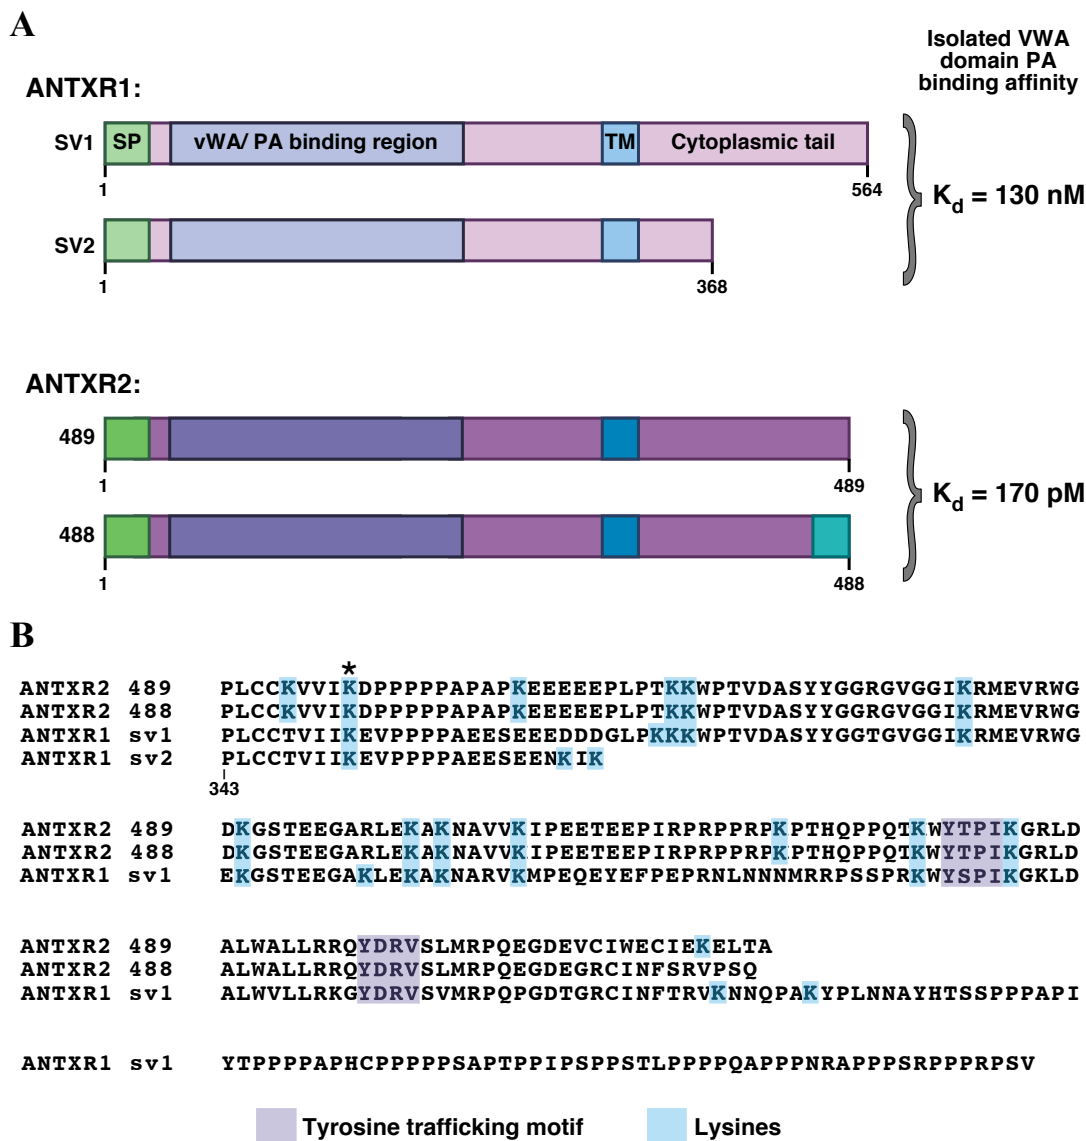 A
Isolated VWA
domain PA
binding affinity
ANTXR1:
SV1 SP vWA/ PA binding region TM Cytoplasmic tail
1 564
K_d = 130 nM
SV2
1 368
ANTXR2:
489
1 489
K_d = 170 pM
488
1 488
B
*
ANTXR2 489 PLCCKVVIKDPPPPPAPAPKEEEEEPLPTKKWPTVDASYYGGRGVGGIKRMEVRWG
ANTXR2 488 PLCCKVVIKDPPPPPAPAPKEEEEEPLPTKKWPTVDASYYGGRGVGGIKRMEVRWG
ANTXR1 sv1 PLCCTVIIKEVPPPPAEESEEEDDDGLPKKKWPTVDASYYGGTGVGGIKRMEVRWG
ANTXR1 sv2 PLCCTVIIKEVPPPPAEESEENKIK
343
ANTXR2 489 DKGSTEEGARLEKAKNAVVKIPEETEEPIRPRPPRPKPTHQPPQTKWYTPIKGRLD
ANTXR2 488 DKGSTEEGARLEKAKNAVVKIPEETEEPIRPRPPRPKPTHQPPQTKWYTPIKGRLD
ANTXR1 sv1 EKGSTEEGAKLEKAKNARVKMPEQEYEFPEPRNLNNNMRRPSSPRKWYSPIKGKLD
ANTXR2 489 ALWALLRRQYDRVSLMRPQEGDEVCIWECIEKELTA
ANTXR2 488 ALWALLRRQYDRVSLMRPQEGDEGRCINFSRVPSQ
ANTXR1 sv1 ALWVLLRKGYDRVSVMRPQPGDTGRCINFTRVKNNQPAKYPLNNAYHTSSPPPAPI
ANTXR1 sv1 YTPPPPAPHCPPPPPSAPTPPIPSPPSTLPPPPQAPPPNRAPPPSRPPPRPSV
Tyrosine trafficking motif Lysines